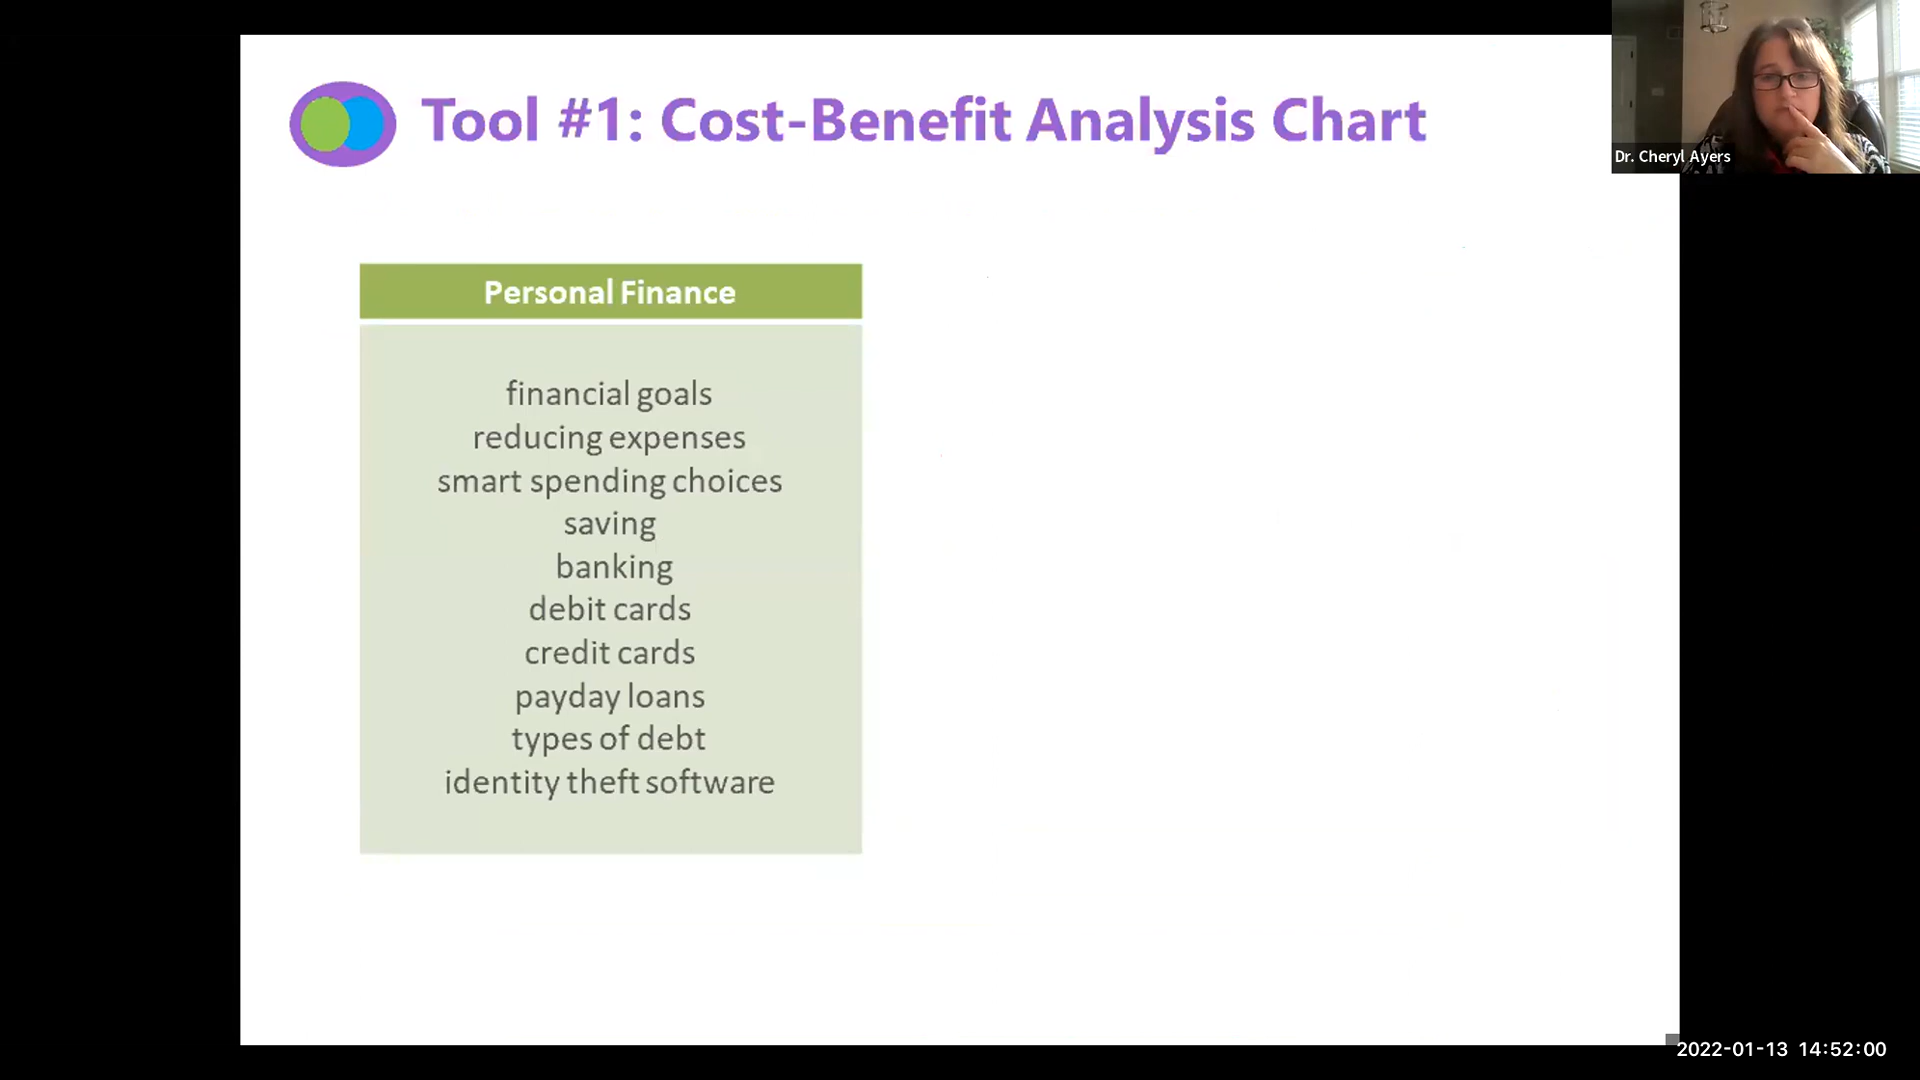 Tool #1: Cost-Benefit Analysis Chart
Dr. Cheryl Ayers
Personal Finance
financial goals
reducing expenses
smart spending choices
saving
banking
debit cards
credit cards
payday loans
types of debt
identity theft software
2022-01-13 14:52:00